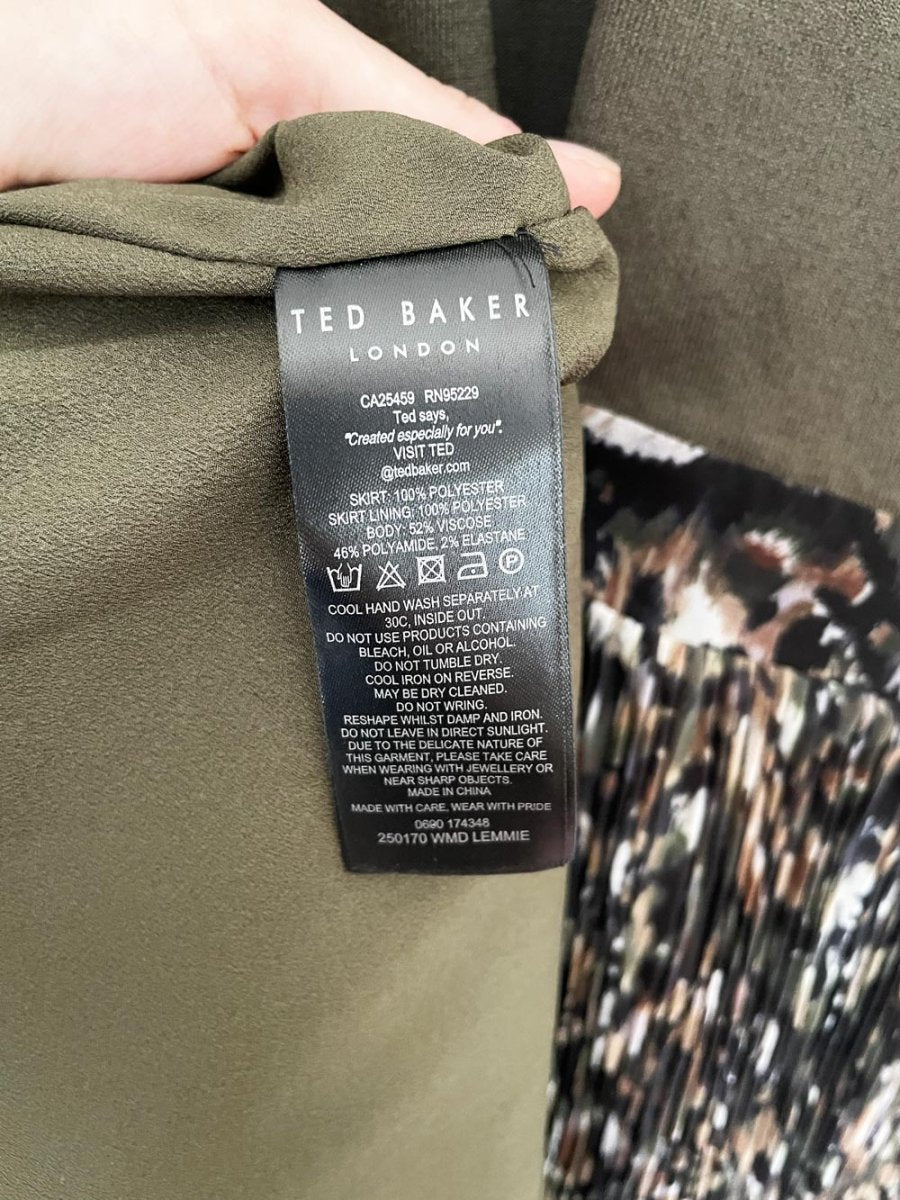 TED BAKER
LONDON
CA25459 RN95229
Ted says,
"Created especially for you".
VISIT TED
@tedbaker.com
SKIRT: 100% POLYESTER
SKIRT LINING: 100% POLYESTER
BODY: 52% VISCOSE
46% POLYAMIDE, 2% ELASTANE
P
COOL HAND WASH SEPARATELY AT
30C, INSIDE OUT.
DO NOT USE PRODUCTS CONTAINING
BLEACH, OIL OR ALCOHOL.
DO NOT TUMBLE DRY.
COOL IRON ON REVERSE.
MAY BE DRY CLEANED.
DO NOT WRING.
RESHAPE WHILST DAMP AND IRON.
DO NOT LEAVE IN DIRECT SUNLIGHT.
DUE TO THE DELICATE NATURE OF
THIS GARMENT, PLEASE TAKE CARE
WHEN WEARING WITH JEWELLERY OR
NEAR SHARP OBJECTS.
MADE IN CHINA
MADE WITH CARE, WEAR WITH PRIDE
0690 174348
250170 WMD LEMMIE